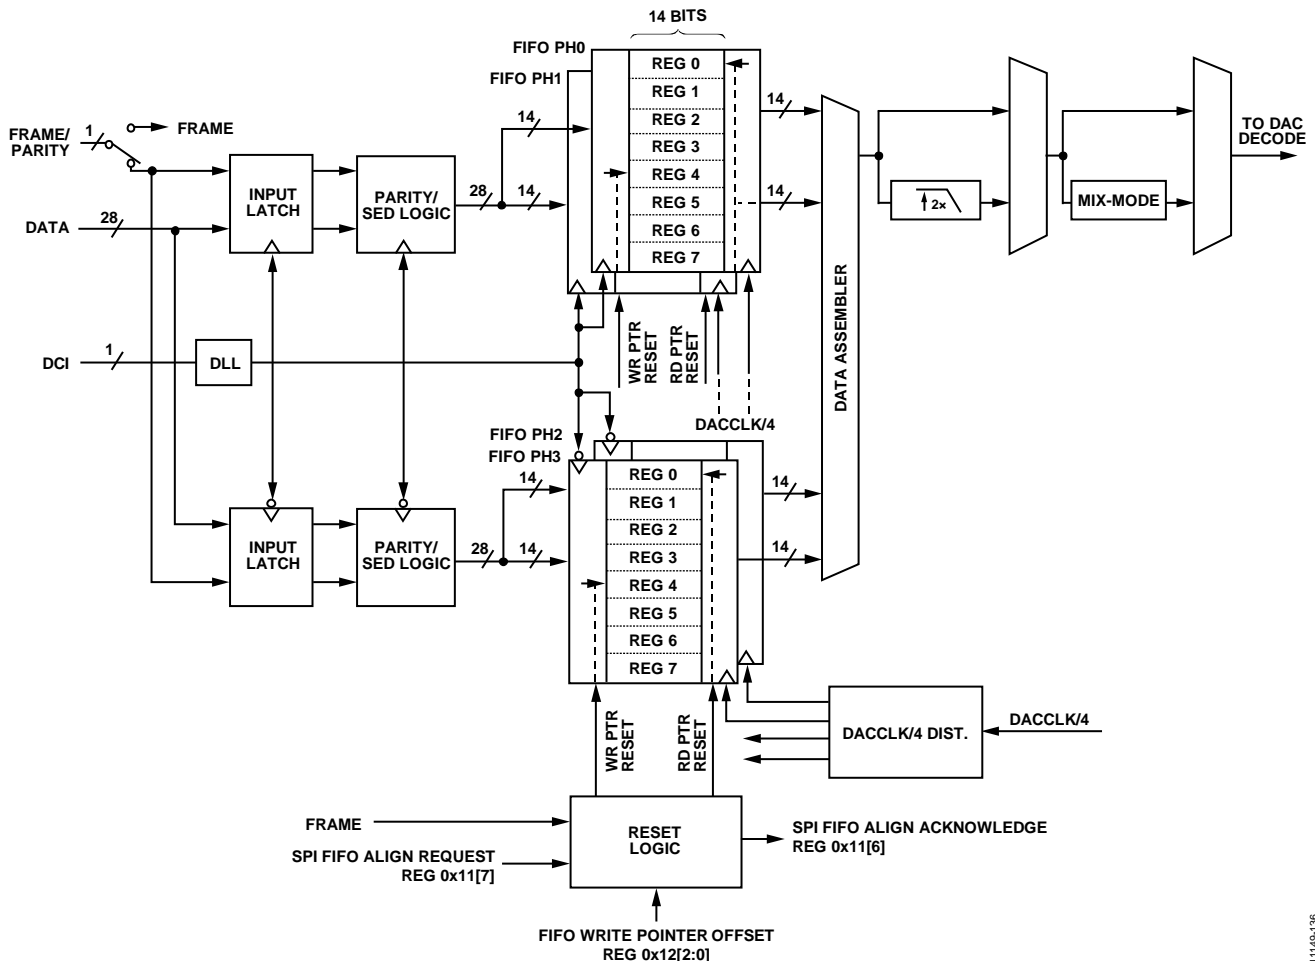 14 BITS
FIFO PH0
FIFO PH1
REG 0
REG 1
REG 2
REG 3
REG 4
REG 5
REG 6
REG 7
FRAME/
PARITY
1
FRAME
DATA
28
INPUT
LATCH
PARITY/
SED LOGIC
28
14
14
14
14
DCI
1
DLL
WR PTR
RESET
RD PTR
RESET
DACCLK/4
DATA ASSEMBLER
2×
MIX-MODE
TO DAC
DECODE
FIFO PH2
FIFO PH3
REG 0
REG 1
REG 2
REG 3
REG 4
REG 5
REG 6
REG 7
INPUT
LATCH
PARITY/
SED LOGIC
28
14
14
14
14
WR PTR
RESET
RD PTR
RESET
DACCLK/4 DIST.
DACCLK/4
FRAME
SPI FIFO ALIGN REQUEST
REG 0x11[7]
RESET
LOGIC
SPI FIFO ALIGN ACKNOWLEDGE
REG 0x11[6]
FIFO WRITE POINTER OFFSET
REG 0x12[2:0]